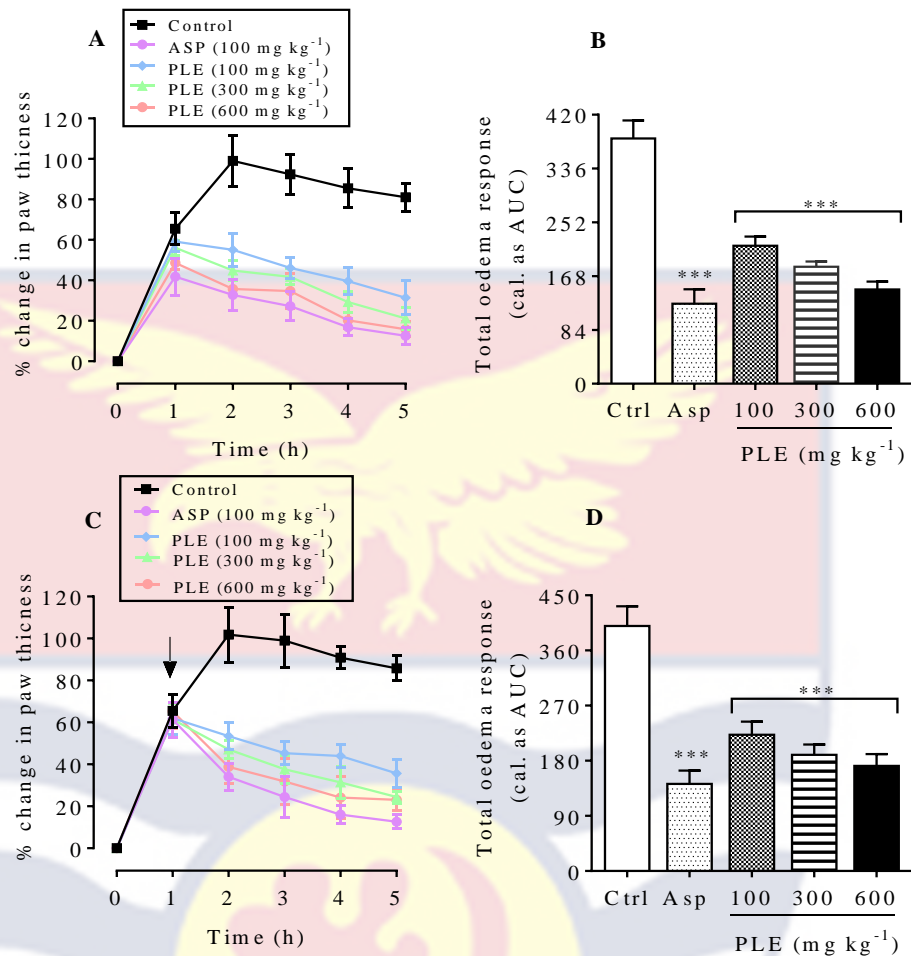 A
Control
ASP (100 mg kg-1)
PLE (100 mg kg-1)
PLE (300 mg kg-1)
PLE (600 mg kg-1)
% change in paw thicness
120
100
80
60
40
20
0
0 1 2 3 4 5
Time (h)
B
Total oedema response
(cal. as AUC)
420
336
252
168
84
0
***
***
Ctrl Asp 100 300 600
PLE (mg kg-1)
C
Control
ASP (100 mg kg-1)
PLE (100 mg kg-1)
PLE (300 mg kg-1)
PLE (600 mg kg-1)
% change in paw thicness
120
100
80
60
40
20
0
0 1 2 3 4 5
Time (h)
D
Total oedema response
(cal. as AUC)
450
360
270
180
90
0
***
***
Ctrl Asp 100 300 600
PLE (mg kg-1)